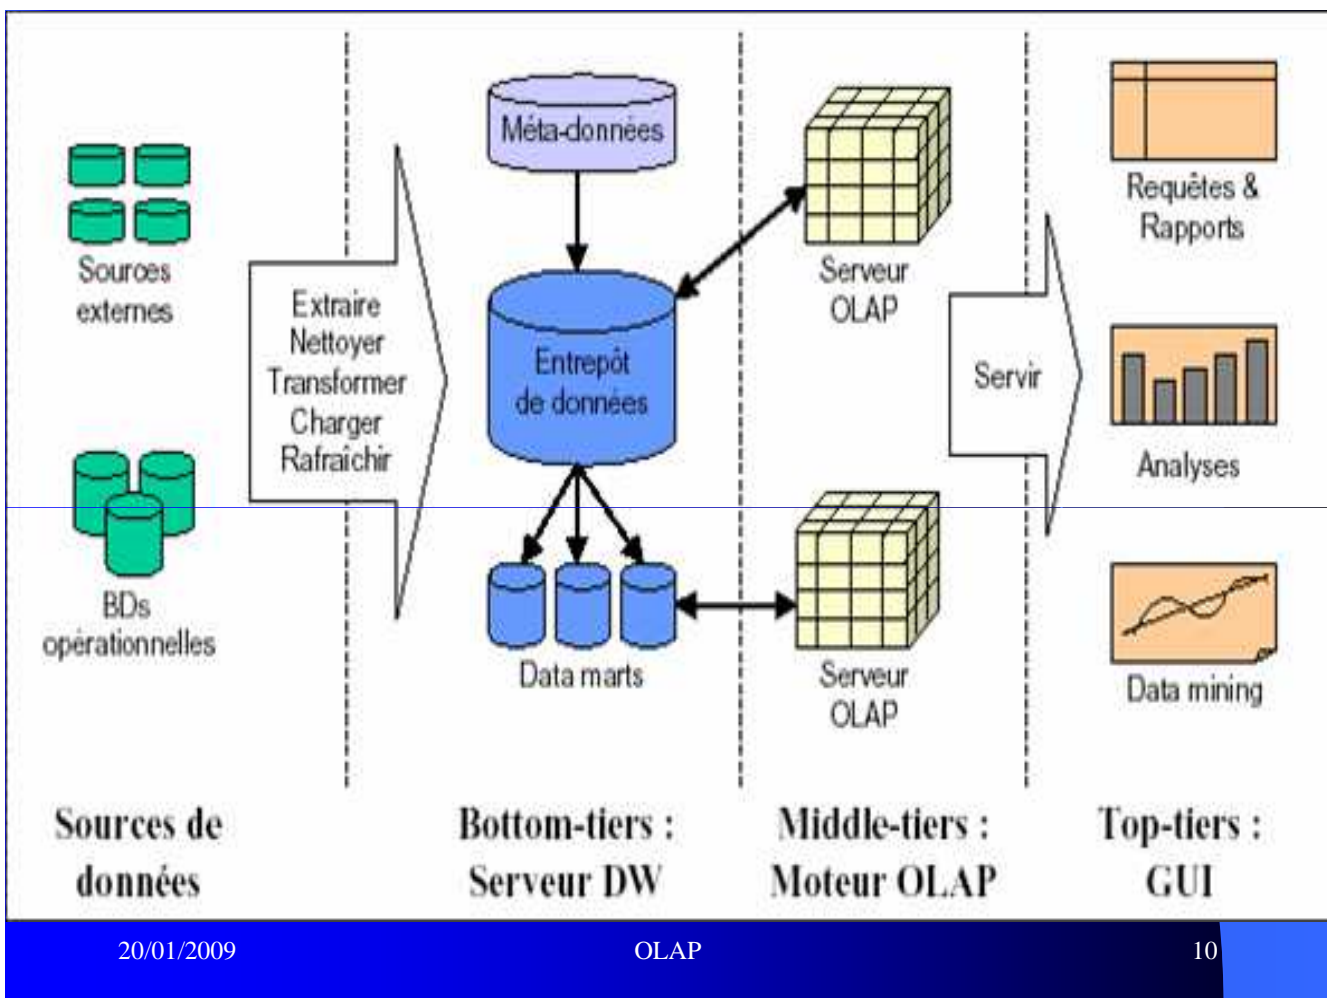 Sources
externes
BDs
opérationnelles
Extraire
Nettoyer
Transformer
Charger
Rafraîchir
Méta-données
Entrepôt
de données
Data marts
Serveur
OLAP
Serveur
OLAP
Servir
Requêtes &
Rapports
Analyses
Data mining
Sources de
données
Bottom-tiers :
Serveur DW
Middle-tiers :
Moteur OLAP
Top-tiers :
GUI
20/01/2009
OLAP
10